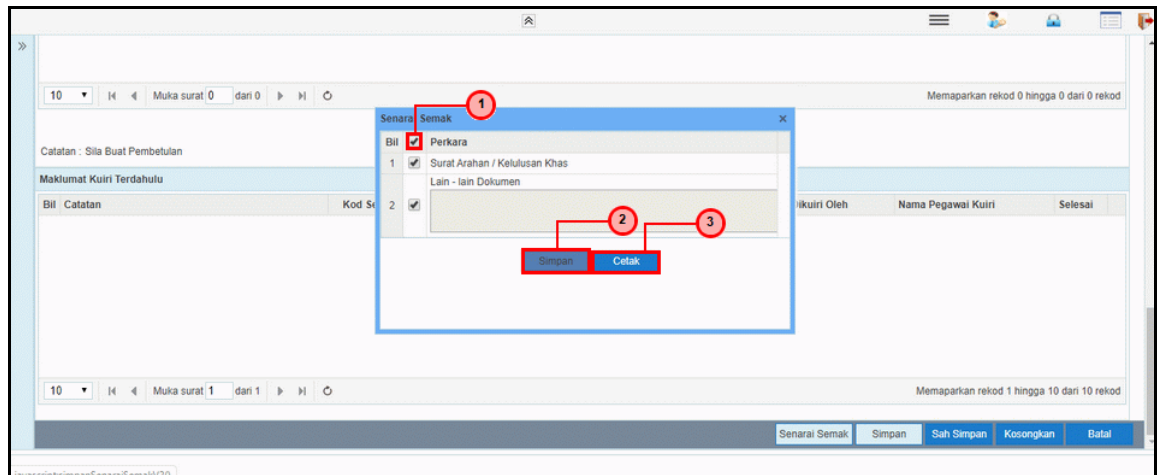 10 Muka surat 0 dari 0 Memaparkan rekod 0 hingga 0 dari 0 rekod
1
Senarai Semak
Bil Perkara
1 Surat Arahan / Kelulusan Khas
Lain - lain Dokumen
2
2 3
Simpan Cetak
Catatan : Sila Buat Pembetulan
Maklumat Kuiri Terdahulu
Bil Catatan Kod Se ikuiri Oleh Nama Pegawai Kuiri Selesai
10 Muka surat 1 dari 1 Memaparkan rekod 1 hingga 10 dari 10 rekod
Senarai Semak Simpan Sah Simpan Kosongkan Batal